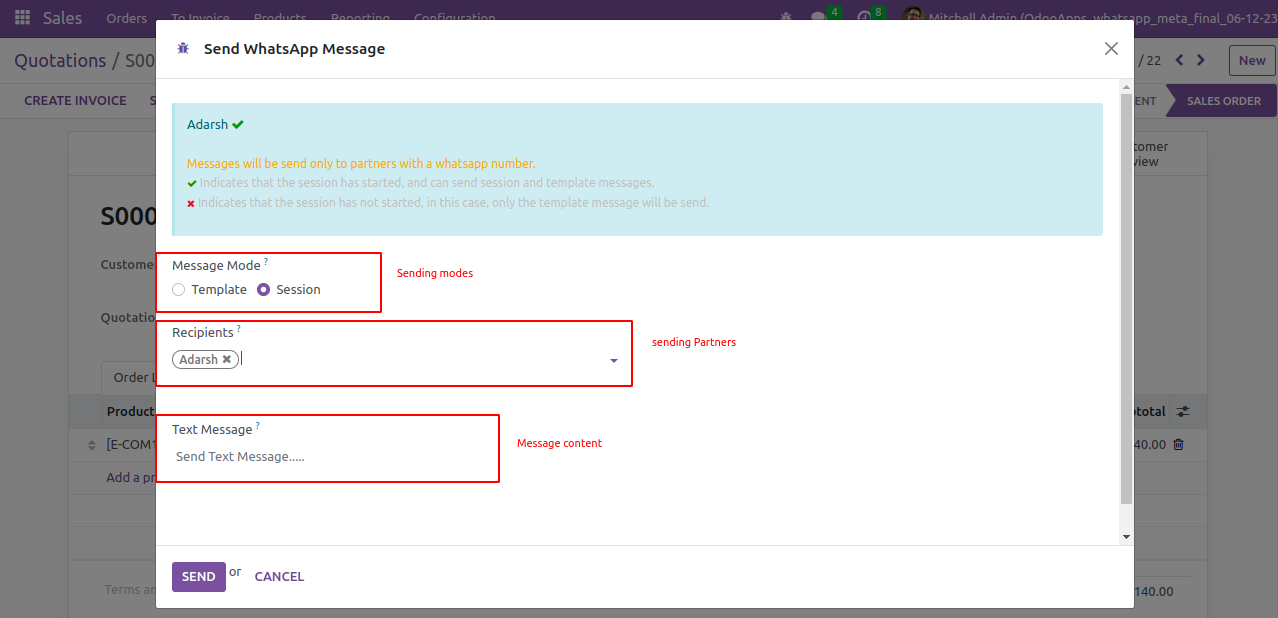 Sales Orders To Invoice Products Reporting Configuration 4 8 Mitchell Admin (OdooApps_whatsapp_meta_final_06-12-23
Send WhatsApp Message
Quotations / S00 / 22 New
CREATE INVOICE S ENT SALES ORDER
Adarsh
Messages will be send only to partners with a whatsapp number.
Indicates that the session has started, and can send session and template messages.
Indicates that the session has not started, in this case, only the template message will be send.
tomer
view
S000
Custome
Message Mode ?
Sending modes
Template Session
Quotatio
Recipients ?
sending Partners
Adarsh
Order L
Product
total
Text Message ?
Message content
[E-COM1
40.00
Send Text Message.....
Add a pr
SEND or CANCEL
Terms an
140.00